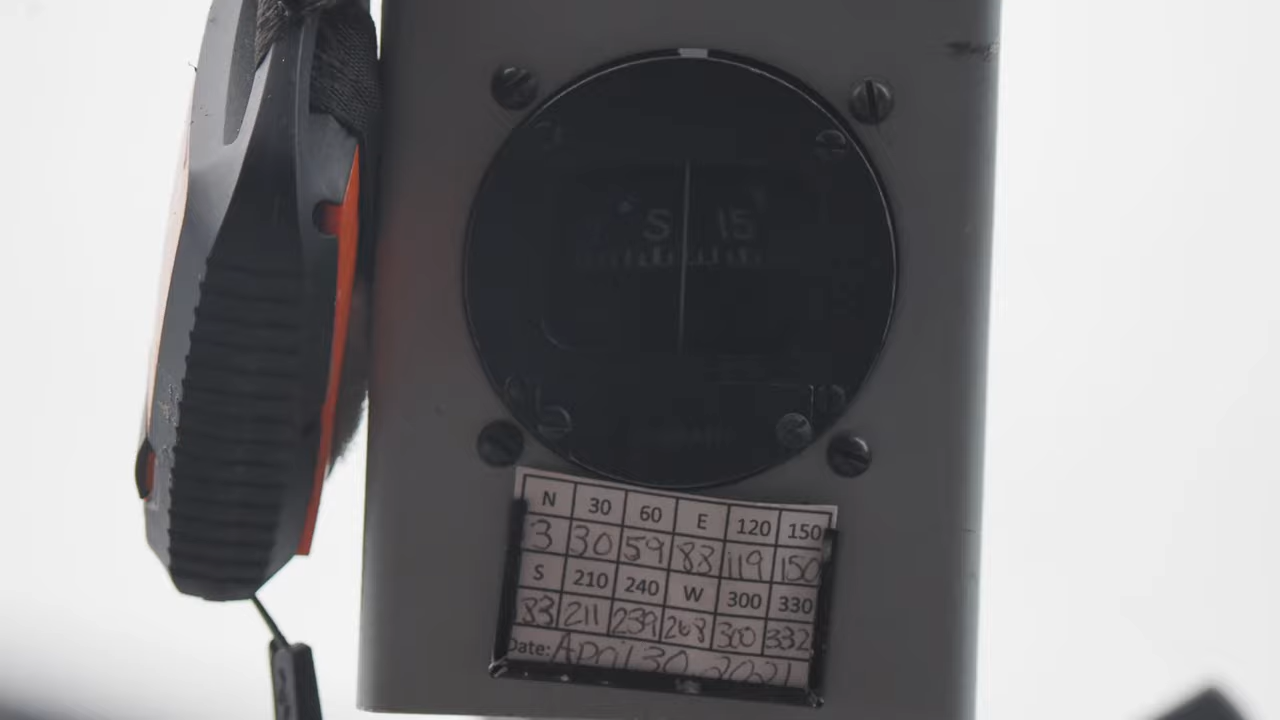 S 15
N 30 60 E 120 150
3 30 59 88 119 150
S 210 240 W 300 330
83 211 239 268 300 332
Date: April 30, 2021